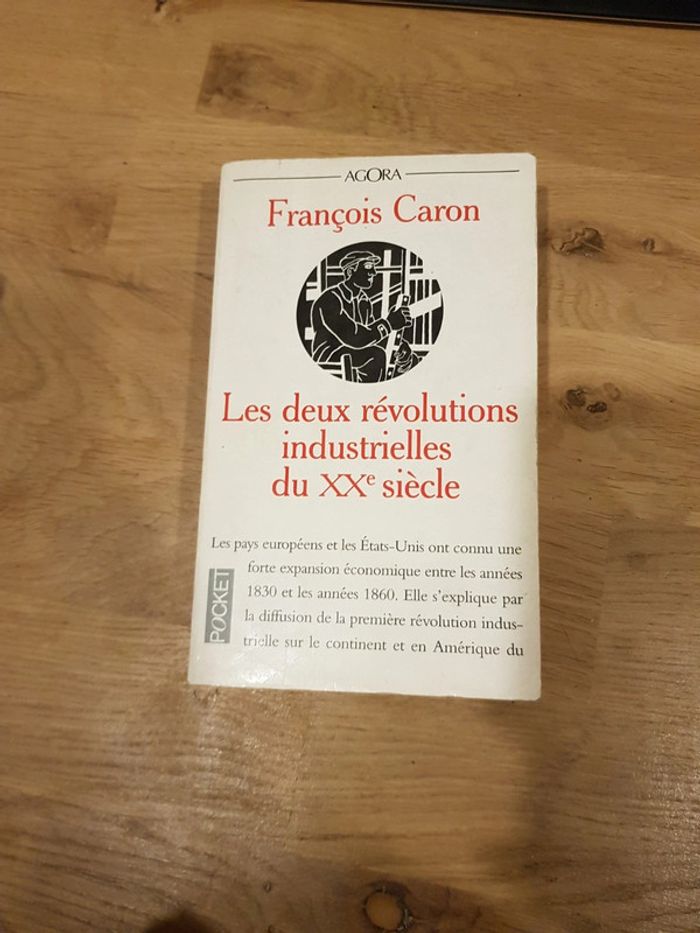 AGORA
François Caron
Les deux révolutions
industrielles
du XXe siècle
Les pays européens et les États-Unis ont connu une
forte expansion économique entre les années
1830 et les années 1860. Elle s'explique par
la diffusion de la première révolution indus-
trielle sur le continent et en Amérique du
POCKET